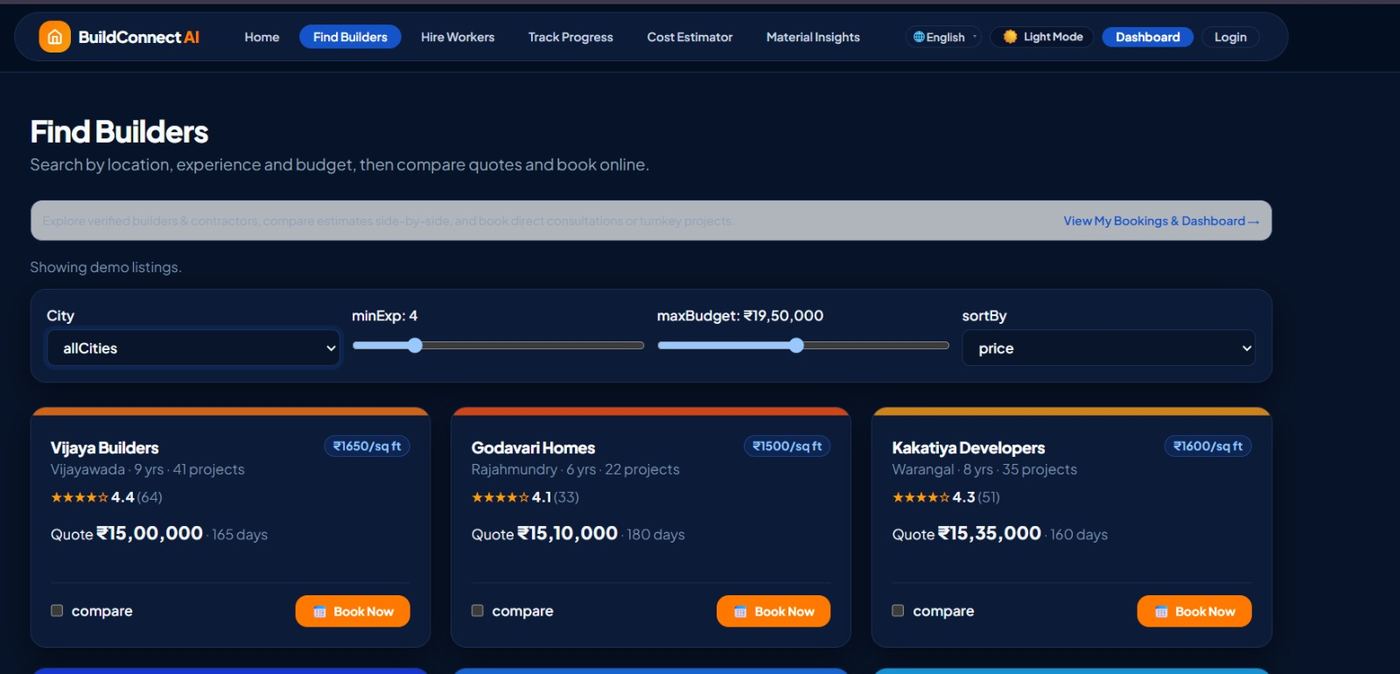 BuildConnect AI Home Find Builders Hire Workers Track Progress Cost Estimator Material Insights English Light Mode Dashboard Login
Find Builders
Search by location, experience and budget, then compare quotes and book online.
Explore verified builders & contractors, compare estimates side-by-side, and book direct consultations or turnkey projects. View My Bookings & Dashboard →
Showing demo listings.
City minExp: 4 maxBudget: ₹19,50,000 sortBy
allCities price
Vijaya Builders ₹1650/sq ft
Vijayawada · 9 yrs · 41 projects
★★★★☆ 4.4 (64)
Quote ₹15,00,000 · 165 days
compare Book Now
Godavari Homes ₹1500/sq ft
Rajahmundry · 6 yrs · 22 projects
★★★★☆ 4.1 (33)
Quote ₹15,10,000 · 180 days
compare Book Now
Kakatiya Developers ₹1600/sq ft
Warangal · 8 yrs · 35 projects
★★★★☆ 4.3 (51)
Quote ₹15,35,000 · 160 days
compare Book Now